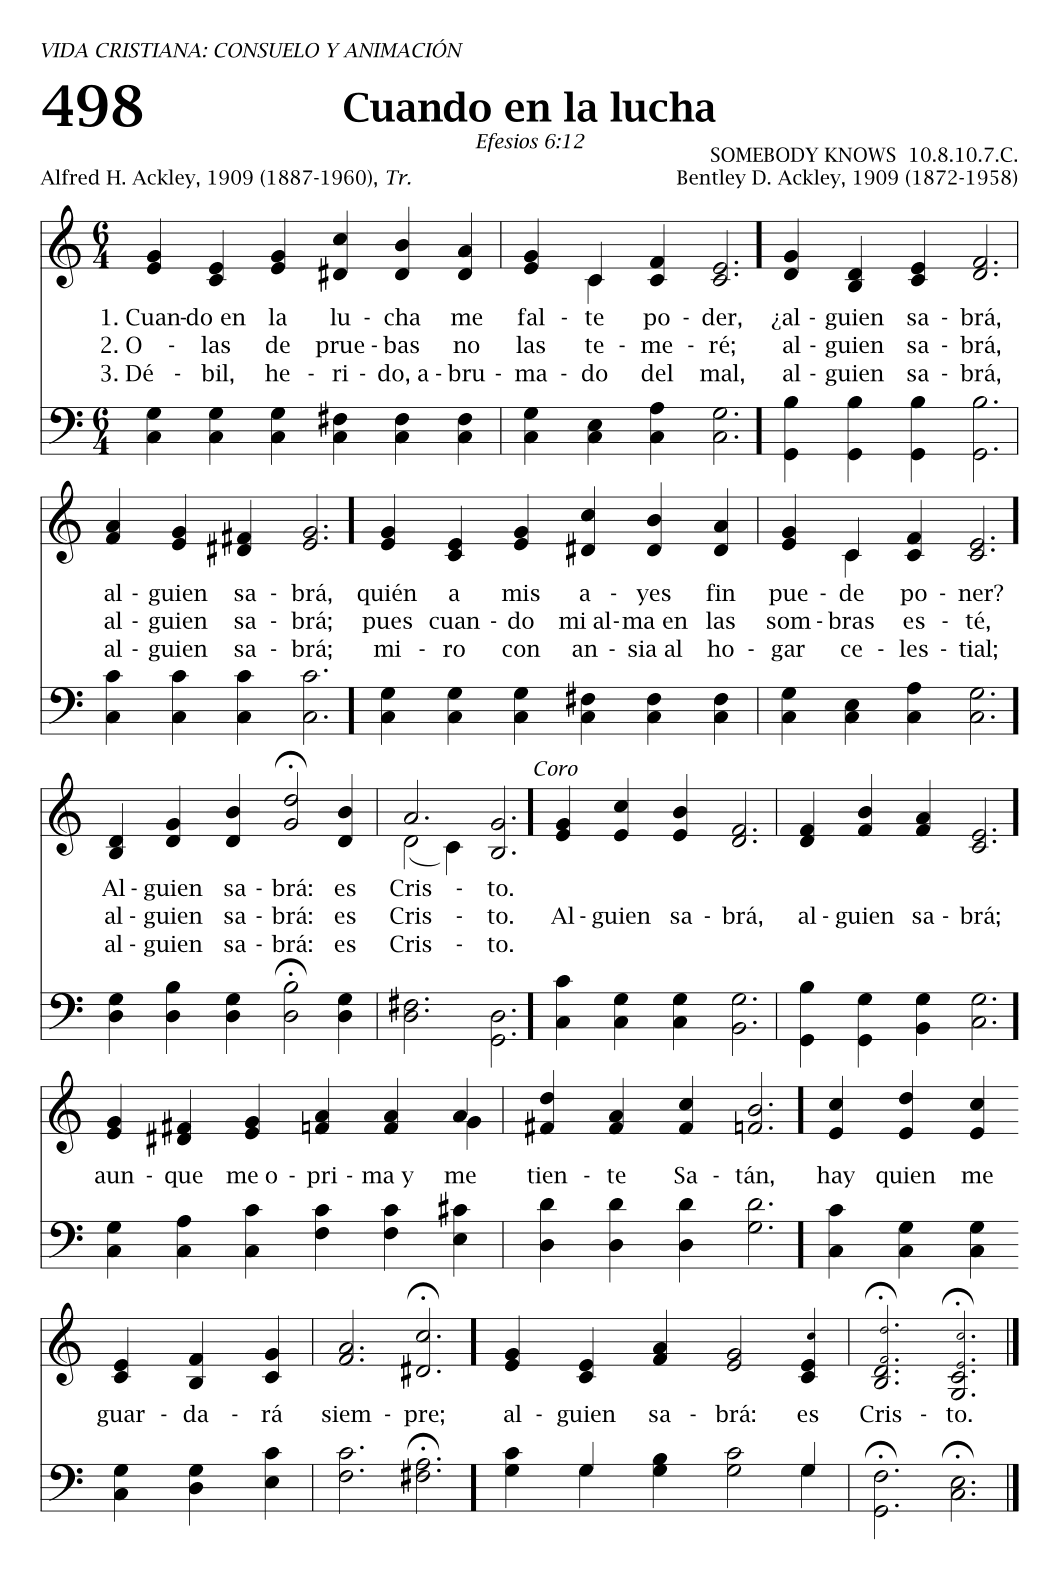 VIDA CRISTIANA: CONSUELO Y ANIMACIÓN
498 Cuando en la lucha
Efesios 6:12
SOMEBODY KNOWS 10.8.10.7.C.
Alfred H. Ackley, 1909 (1887-1960), Tr. Bentley D. Ackley, 1909 (1872-1958)
1. Cuan-do en la lu - cha me fal - te po - der, ¿al - guien sa - brá,
2. O - las de prue - bas no las te - me - ré; al - guien sa - brá,
3. Dé - bil, he - ri - do, a - bru - ma - do del mal, al - guien sa - brá,
al - guien sa - brá, quién a mis a - yes fin pue - de po - ner?
al - guien sa - brá; pues cuan - do mi al - ma en las som - bras es - té,
al - guien sa - brá; mi - ro con an - sia al ho - gar ce - les - tial;
Coro
Al - guien sa - brá: es Cris - to.
al - guien sa - brá: es Cris - to. Al - guien sa - brá, al - guien sa - brá;
al - guien sa - brá: es Cris - to.
aun - que me o - pri - ma y me tien - te Sa - tán, hay quien me
guar - da - rá siem - pre; al - guien sa - brá: es Cris - to.